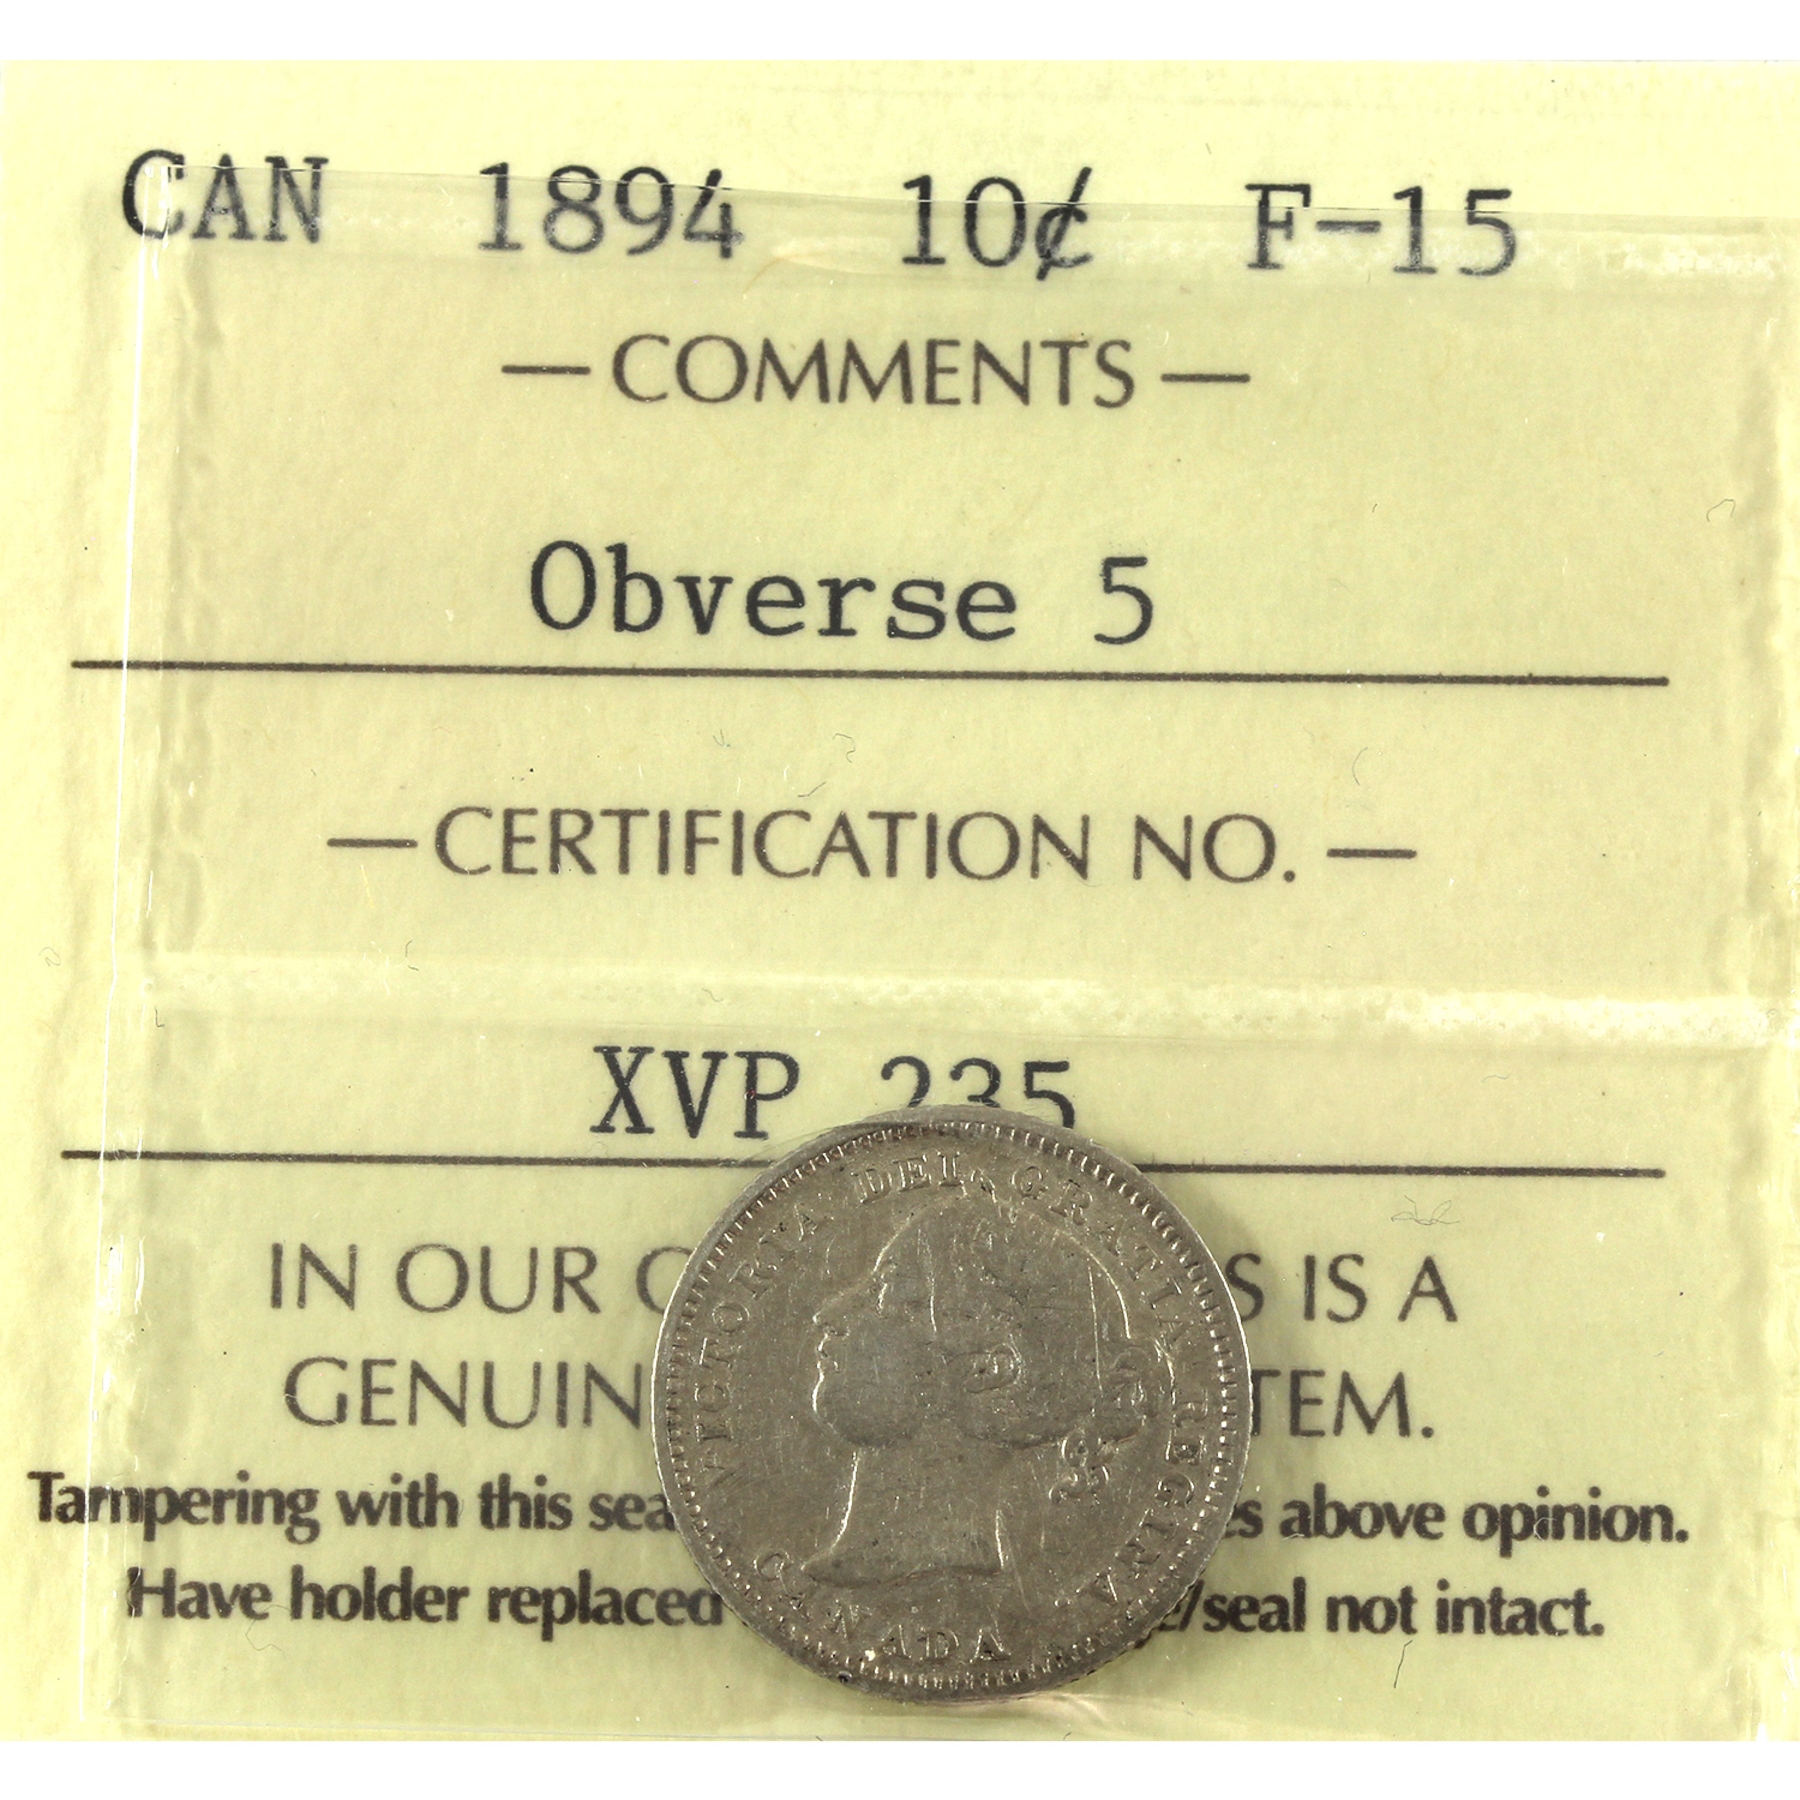 CAN 1894 10¢ F-15
— COMMENTS —
Obverse 5
— CERTIFICATION NO. —
XVP 235
IN OUR S IS A
GENUIN TEM.
Tampering with this sea es above opinion.
Have holder replaced /seal not intact.
VICTORIA DEI GRATIA REGINA
CANADA